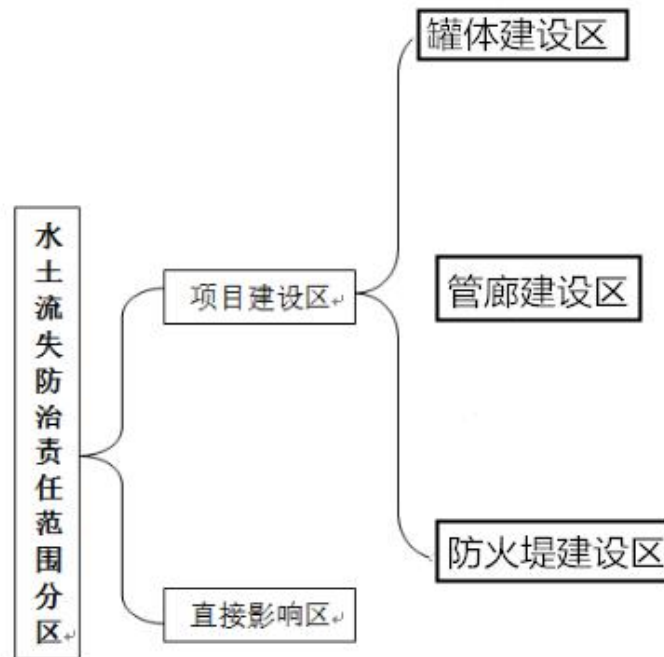 水土流失防治责任范围分区
项目建设区
直接影响区
罐体建设区
管廊建设区
防火堤建设区